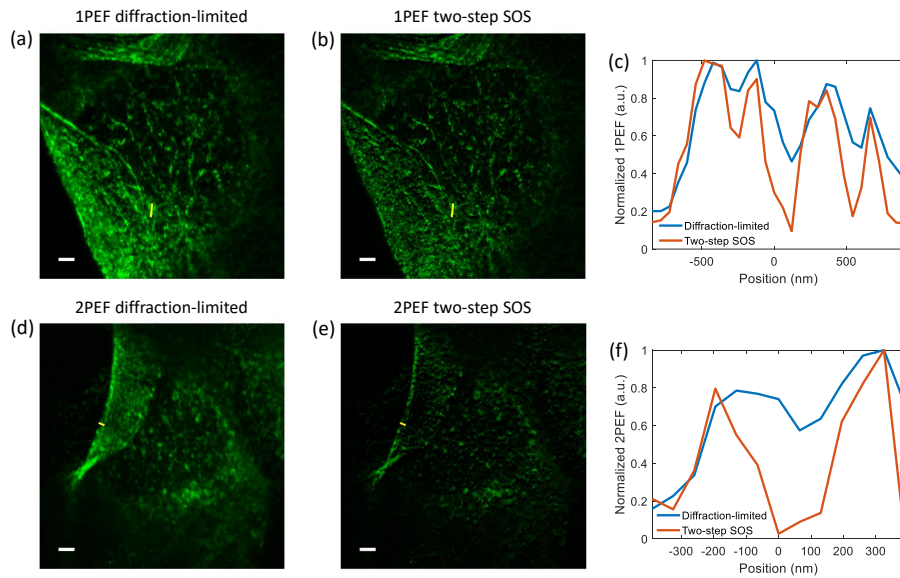 1PEF diffraction-limited
1PEF two-step SOS
(a)
(b)
(c)
Normalized 1PEF (a.u.)
1
0.8
0.6
0.4
0.2
0
Diffraction-limited
Two-step SOS
-500
0
500
Position (nm)
2PEF diffraction-limited
2PEF two-step SOS
(d)
(e)
(f)
Normalized 2PEF (a.u.)
1
0.8
0.6
0.4
0.2
0
Diffraction-limited
Two-step SOS
-300 -200 -100 0 100 200 300
Position (nm)